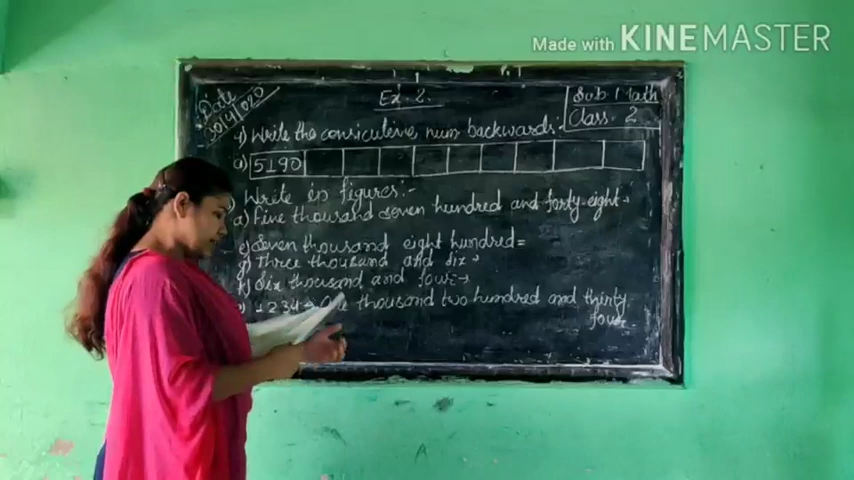 Made with KINEMASTER
Date
30/4/020
Ex. 2.
Sub: Math
Class. 2
Write the consicutive num backwards:-
a) 5190
Write in figures:-
a) Five thousand seven hundred and forty-eight -
e) Seven thousand eight hundred =
g) Three thousand and six -
h) Six thousand and four -
1234 → One thousand two hundred and thirty
four